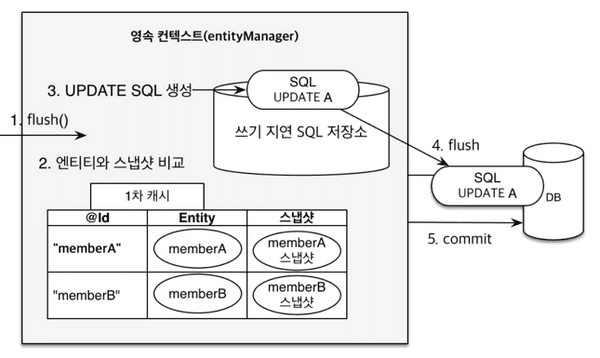 영속 컨텍스트(entityManager)
3. UPDATE SQL 생성
SQL
UPDATE A
1. flush()
쓰기 지연 SQL 저장소
4. flush
2. 엔티티와 스냅샷 비교
SQL
UPDATE A
DB
1차 캐시
@Id
Entity
스냅샷
5. commit
"memberA"
memberA
memberA
스냅샷
"memberB"
memberB
memberB
스냅샷